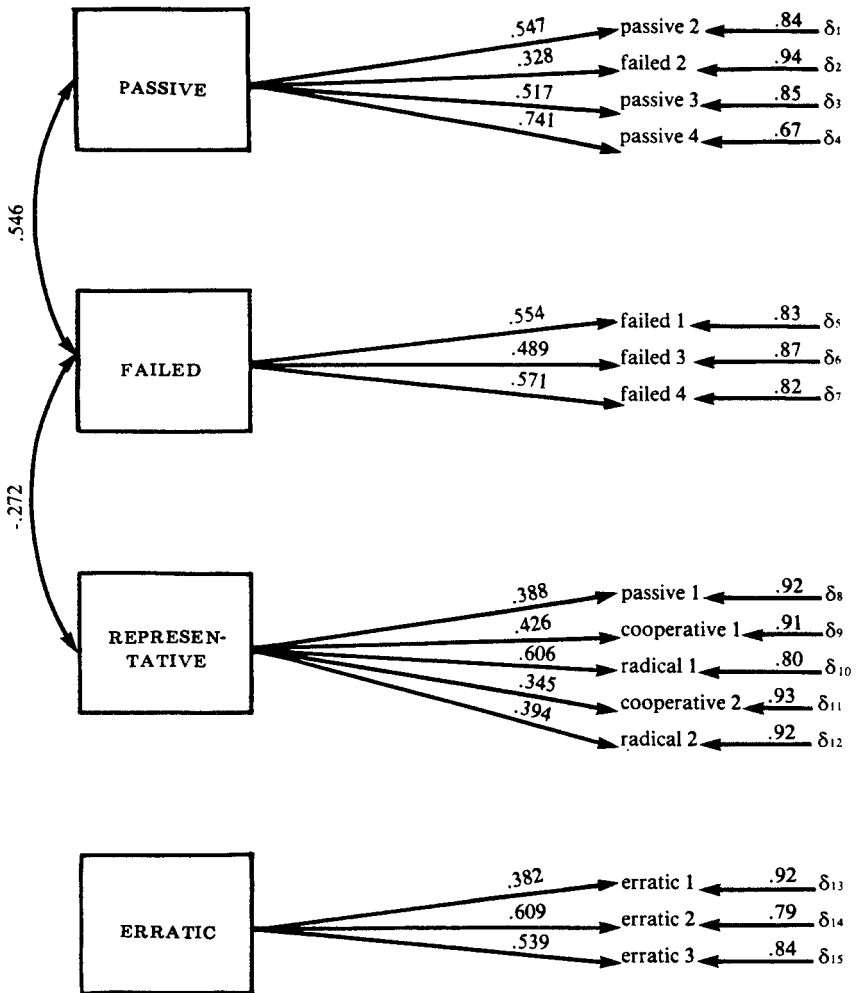 .547 passive 2 .84 δ1
.328 failed 2 .94 δ2
PASSIVE
.517 passive 3 .85 δ3
.741 passive 4 .67 δ4
.546
.554 failed 1 .83 δ5
.489 failed 3 .87 δ6
FAILED
.571 failed 4 .82 δ7
-.272
.388 passive 1 .92 δ8
.426 cooperative 1 .91 δ9
REPRESEN-
TATIVE
.606 radical 1 .80 δ10
.345 cooperative 2 .93 δ11
.394 radical 2 .92 δ12
.382 erratic 1 .92 δ13
.609 erratic 2 .79 δ14
ERRATIC
.539 erratic 3 .84 δ15